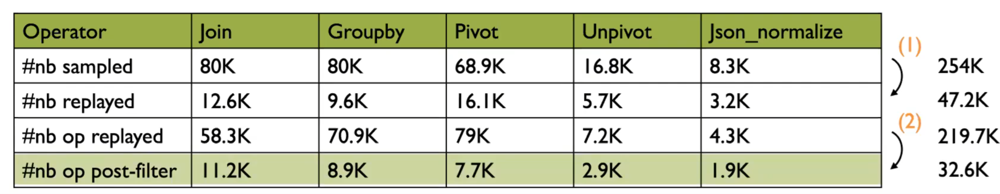 Operator Join Groupby Pivot Unpivot Json_normalize
(1)
#nb sampled 80K 80K 68.9K 16.8K 8.3K 254K
#nb replayed 12.6K 9.6K 16.1K 5.7K 3.2K 47.2K
(2)
#nb op replayed 58.3K 70.9K 79K 7.2K 4.3K 219.7K
#nb op post-filter 11.2K 8.9K 7.7K 2.9K 1.9K 32.6K